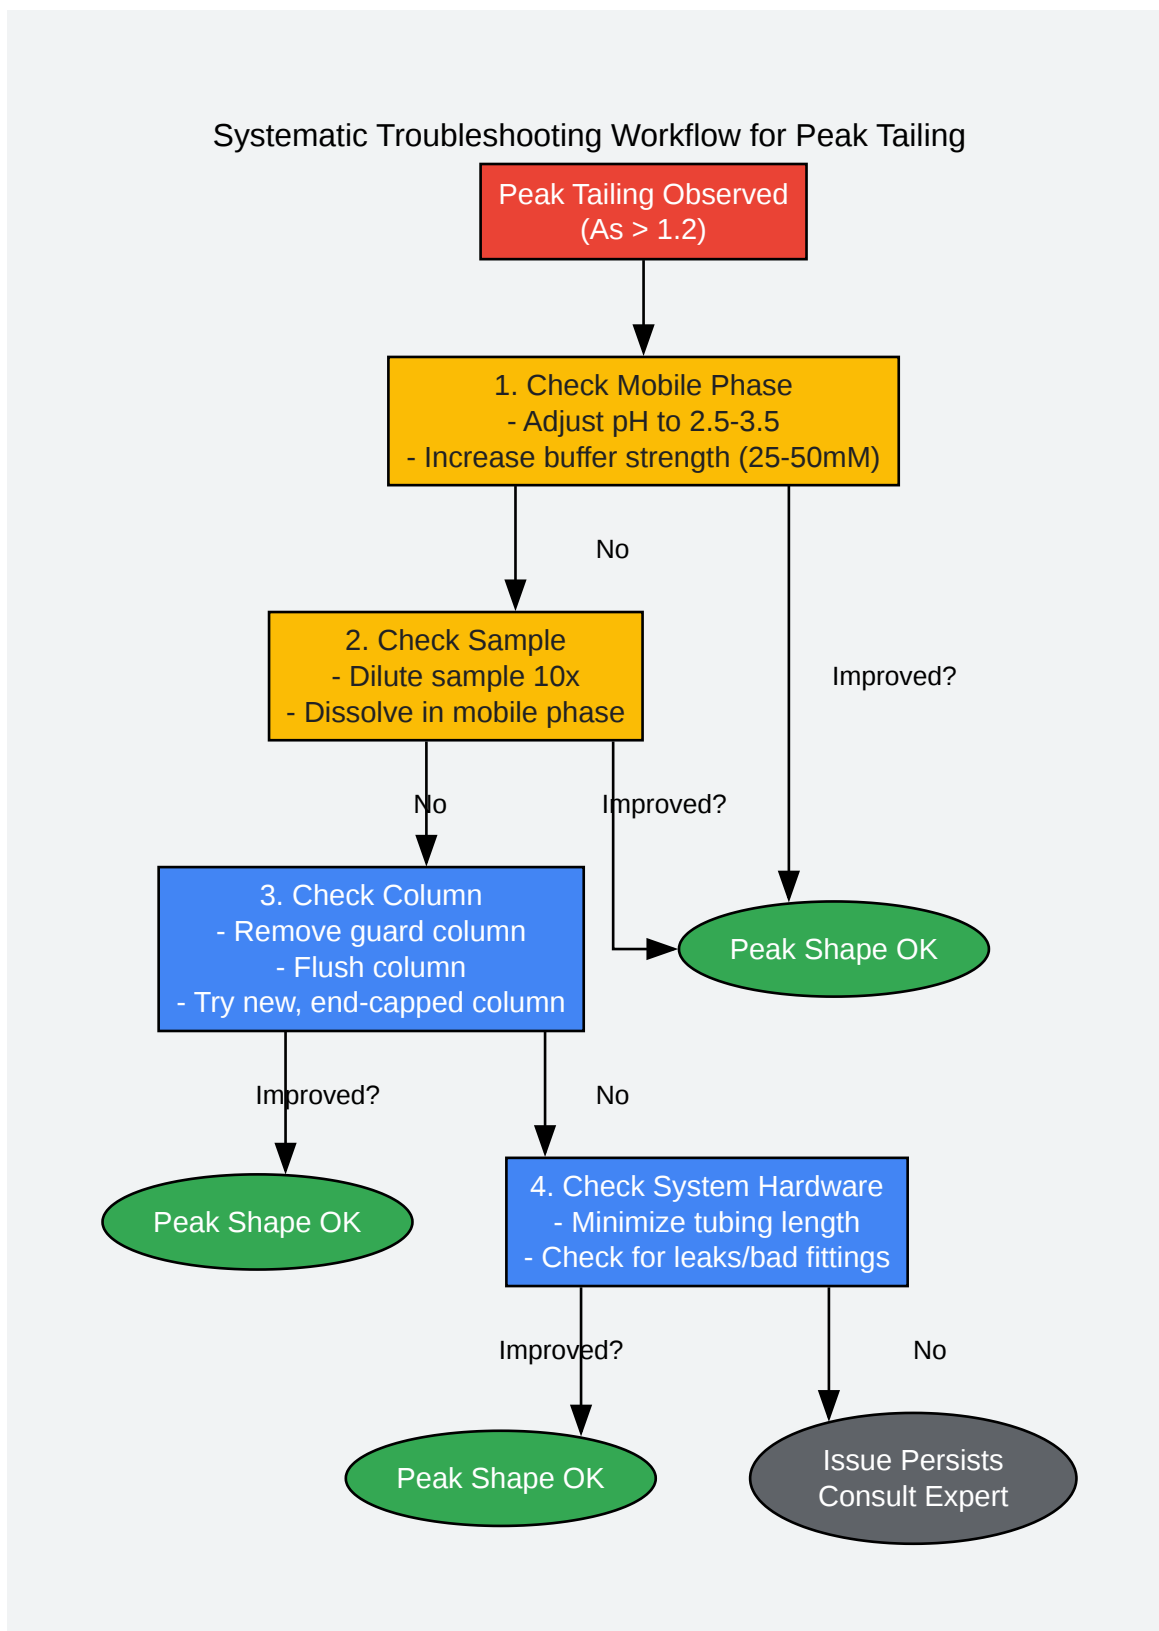 Systematic Troubleshooting Workflow for Peak Tailing
Peak Tailing Observed
(As > 1.2)
1. Check Mobile Phase
- Adjust pH to 2.5-3.5
- Increase buffer strength (25-50mM)
No
Improved?
2. Check Sample
- Dilute sample 10x
- Dissolve in mobile phase
No
Improved?
3. Check Column
- Remove guard column
- Flush column
- Try new, end-capped column
Peak Shape OK
Improved?
No
Peak Shape OK
4. Check System Hardware
- Minimize tubing length
- Check for leaks/bad fittings
Improved?
No
Peak Shape OK
Issue Persists
Consult Expert